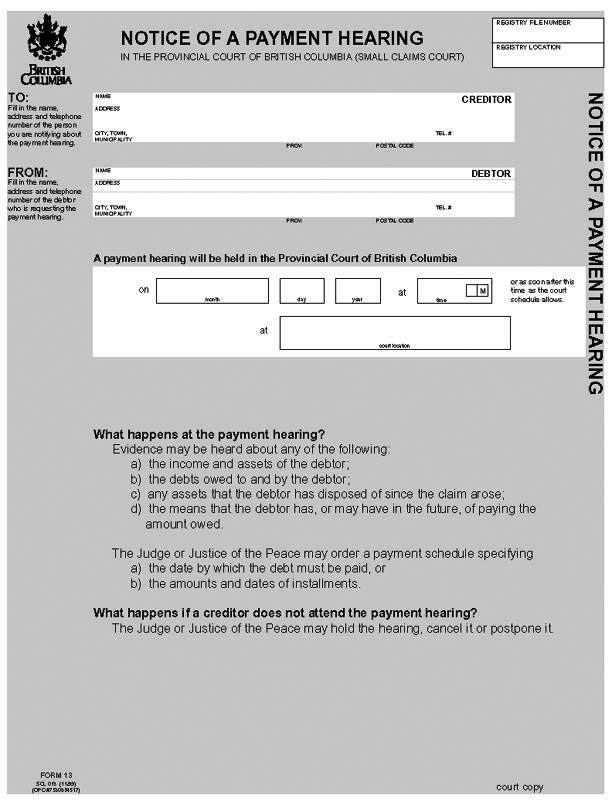 REGISTRY FILE NUMBER
REGISTRY LOCATION
BRITISH
COLUMBIA
NOTICE OF A PAYMENT HEARING
IN THE PROVINCIAL COURT OF BRITISH COLUMBIA (SMALL CLAIMS COURT)
TO:
Fill in the name,
address and telephone
number of the person
you are notifying about
the payment hearing.
NAME
CREDITOR
ADDRESS
CITY, TOWN,
MUNICIPALITY
TEL. #
PROV.
POSTAL CODE
FROM:
Fill in the name,
address and telephone
number of the debtor
who is requesting the
payment hearing.
NAME
DEBTOR
ADDRESS
CITY, TOWN,
MUNICIPALITY
TEL. #
PROV.
POSTAL CODE
NOTICE OF A PAYMENT HEARING
A payment hearing will be held in the Provincial Court of British Columbia
on
month
day
year
at
time
M
or as soon after this
time as the court
schedule allows.
at
court location
What happens at the payment hearing?
Evidence may be heard about any of the following:
a) the income and assets of the debtor;
b) the debts owed to and by the debtor;
c) any assets that the debtor has disposed of since the claim arose;
d) the means that the debtor has, or may have in the future, of paying the
amount owed.
The Judge or Justice of the Peace may order a payment schedule specifying
a) the date by which the debt must be paid, or
b) the amounts and dates of installments.
What happens if a creditor does not attend the payment hearing?
The Judge or Justice of the Peace may hold the hearing, cancel it or postpone it.
FORM 13
SCL
court copy